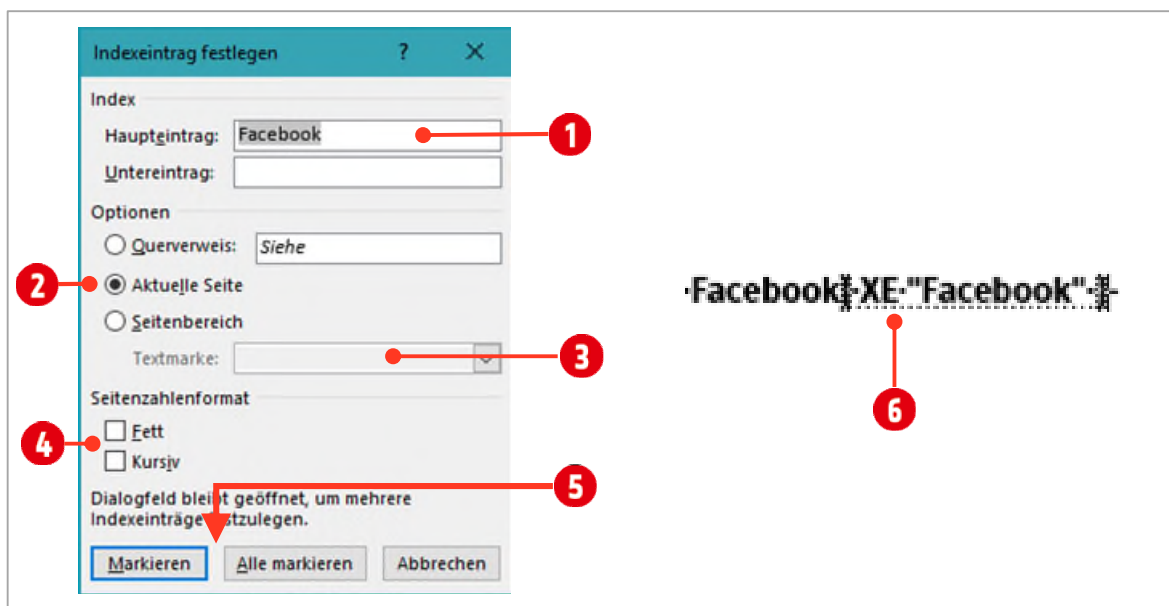 Indexeintrag festlegen ? ×
Index
Haupteintrag: Facebook 1
Untereintrag:
Optionen
Querverweis: Siehe
2 Aktuelle Seite
Seitenbereich
Textmarke: 3
Seitenzahlenformat
4 Fett
Kursiv
5
Dialogfeld bleibt geöffnet, um mehrere
Indexeinträge festzulegen.
Markieren Alle markieren Abbrechen
·Facebook{·XE·"Facebook"·}·
6